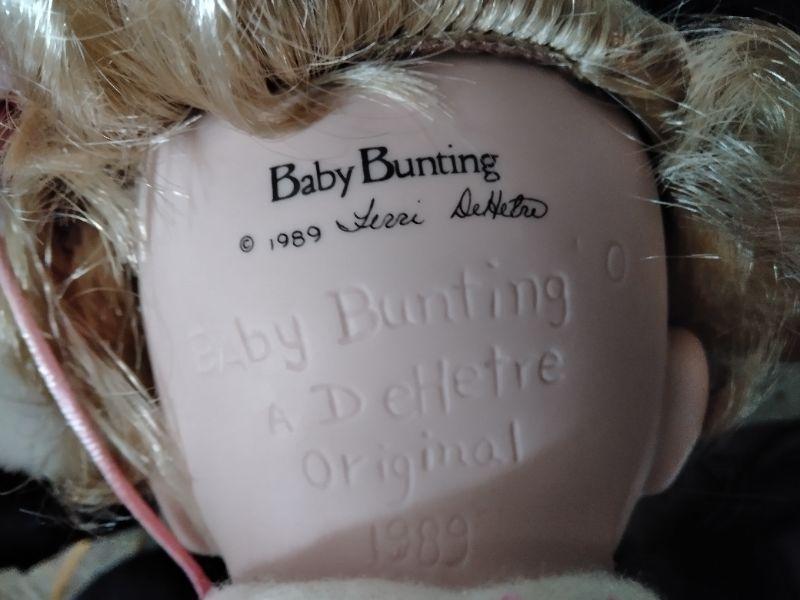 Baby Bunting
© 1989 Terri DeHetre
Baby Bunting
A DeHetre
Original
1989